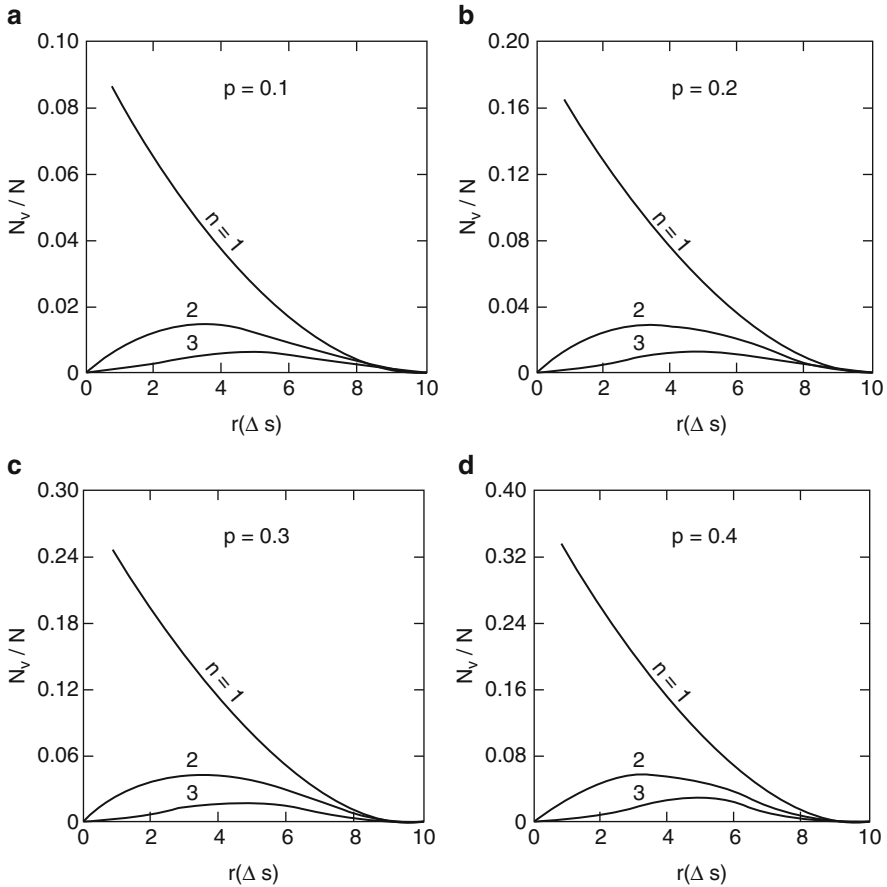 a
0.10
0.08
0.06
0.04
0.02
0
N_v / N
p = 0.1
n = 1
2
3
0 2 4 6 8 10
r(Δ s)
b
0.20
0.16
0.12
0.08
0.04
0
N_v / N
p = 0.2
n = 1
2
3
0 2 4 6 8 10
r(Δ s)
c
0.30
0.24
0.18
0.12
0.06
0
N_v / N
p = 0.3
n = 1
2
3
0 2 4 6 8 10
r(Δ s)
d
0.40
0.32
0.24
0.16
0.08
0
N_v / N
p = 0.4
n = 1
2
3
0 2 4 6 8 10
r(Δ s)